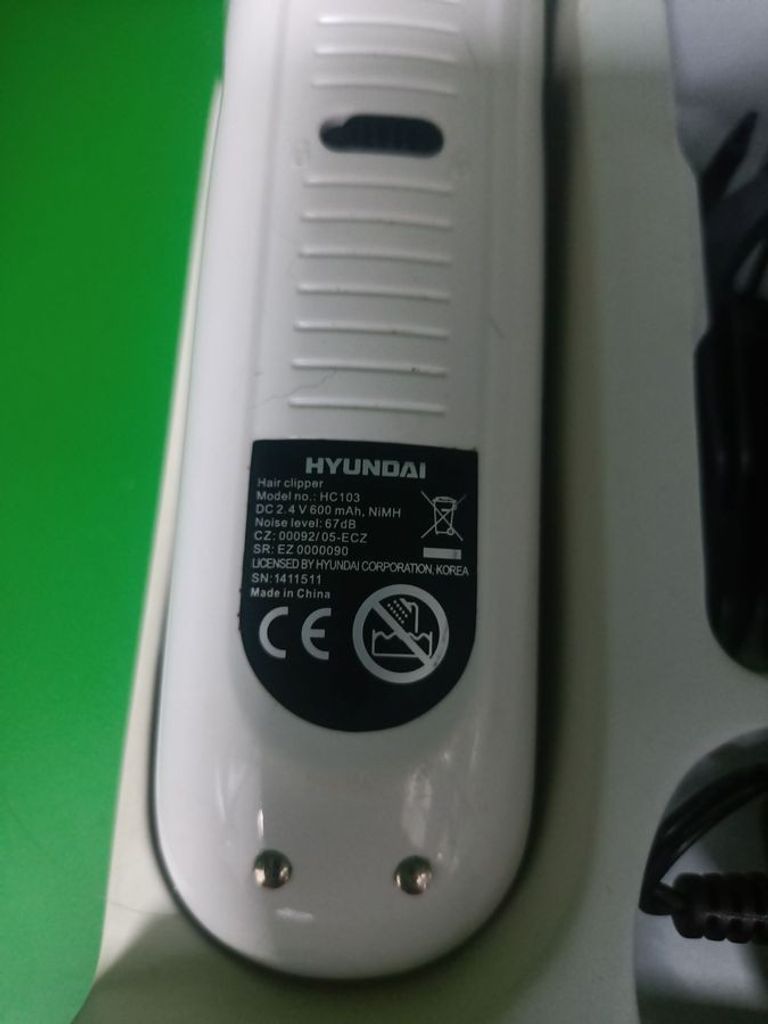 HYUNDAI
Hair clipper
Model no.: HC103
DC 2.4 V 600 mAh, NiMH
Noise level: 67dB
CZ: 00092/05-ECZ
SR: EZ 0000090
LICENSED BY HYUNDAI CORPORATION, KOREA
SN:1411511
Made in China
CE